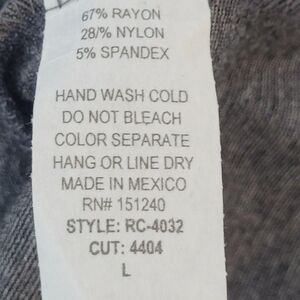 67% RAYON
28/% NYLON
5% SPANDEX
HAND WASH COLD
DO NOT BLEACH
COLOR SEPARATE
HANG OR LINE DRY
MADE IN MEXICO
RN# 151240
STYLE: RC-4032
CUT: 4404
L